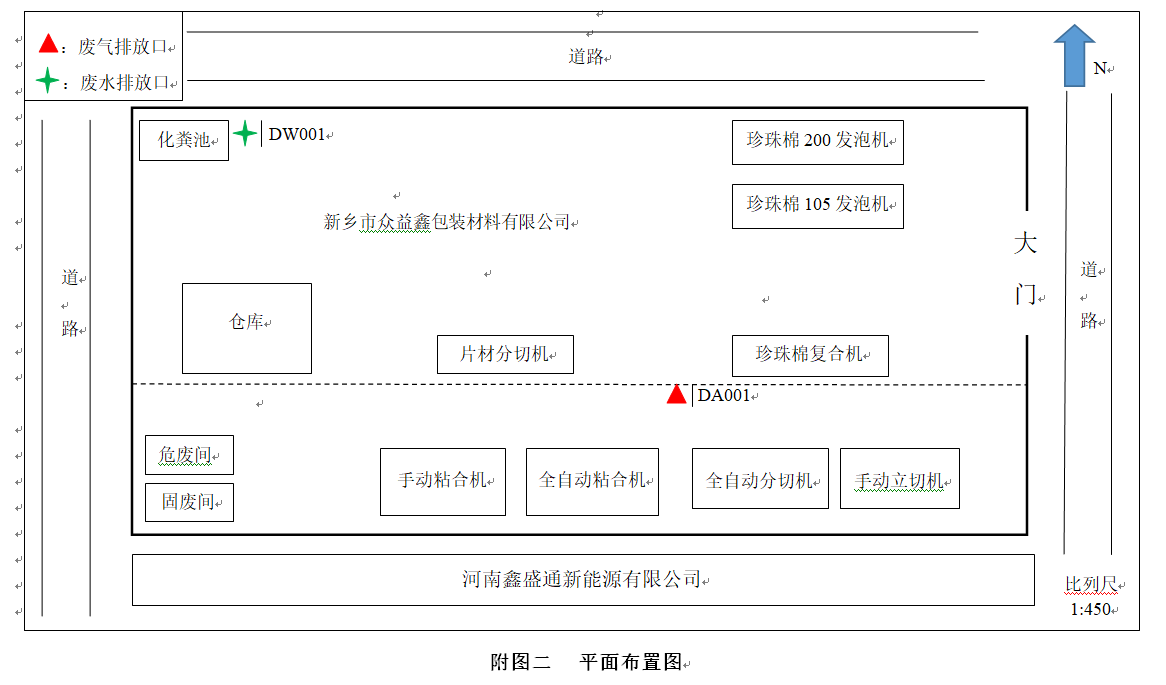 道路
：废气排放口
：废水排放口
N
化粪池
DW001
珍珠棉200发泡机
珍珠棉105发泡机
新乡市众益鑫包装材料有限公司
大
门
道
路
道
路
仓库
片材分切机
珍珠棉复合机
DA001
危废间
固废间
手动粘合机
全自动粘合机
全自动分切机
手动立切机
河南鑫盛通新能源有限公司
比列尺
1:450
附图二 平面布置图